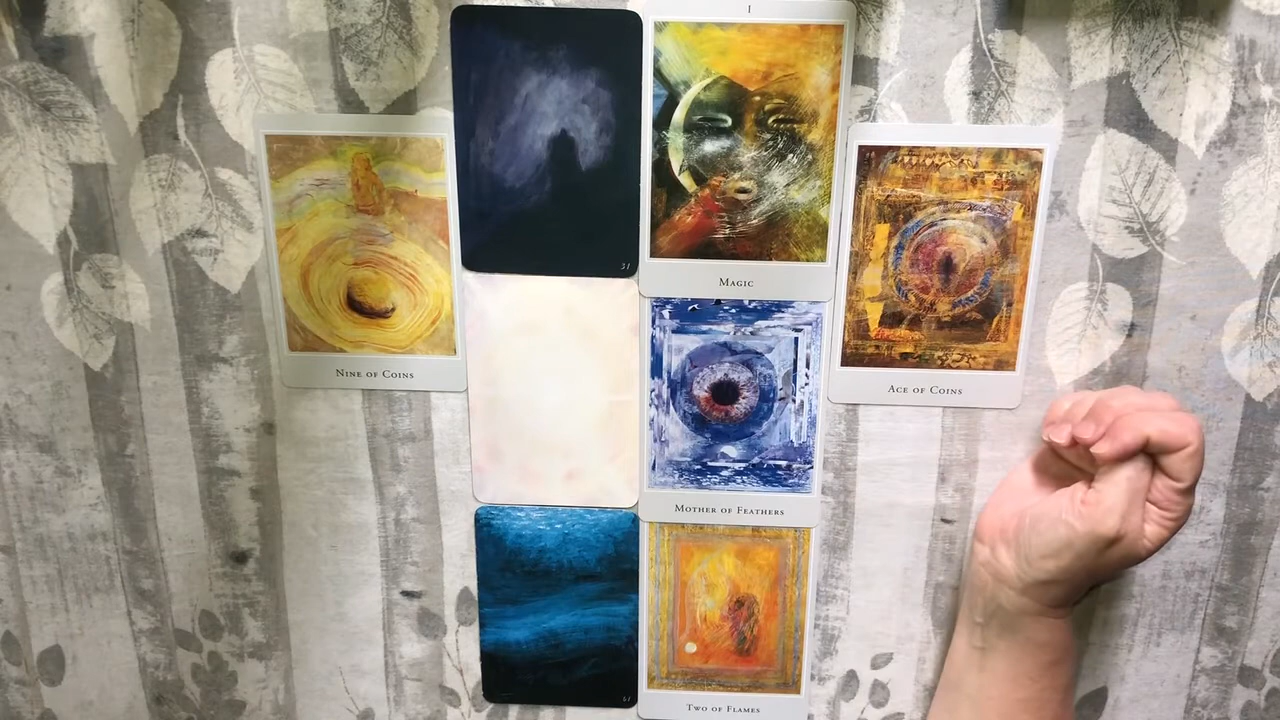 I
31
Magic
Nine of Coins
Ace of Coins
Mother of Feathers
61
Two of Flames